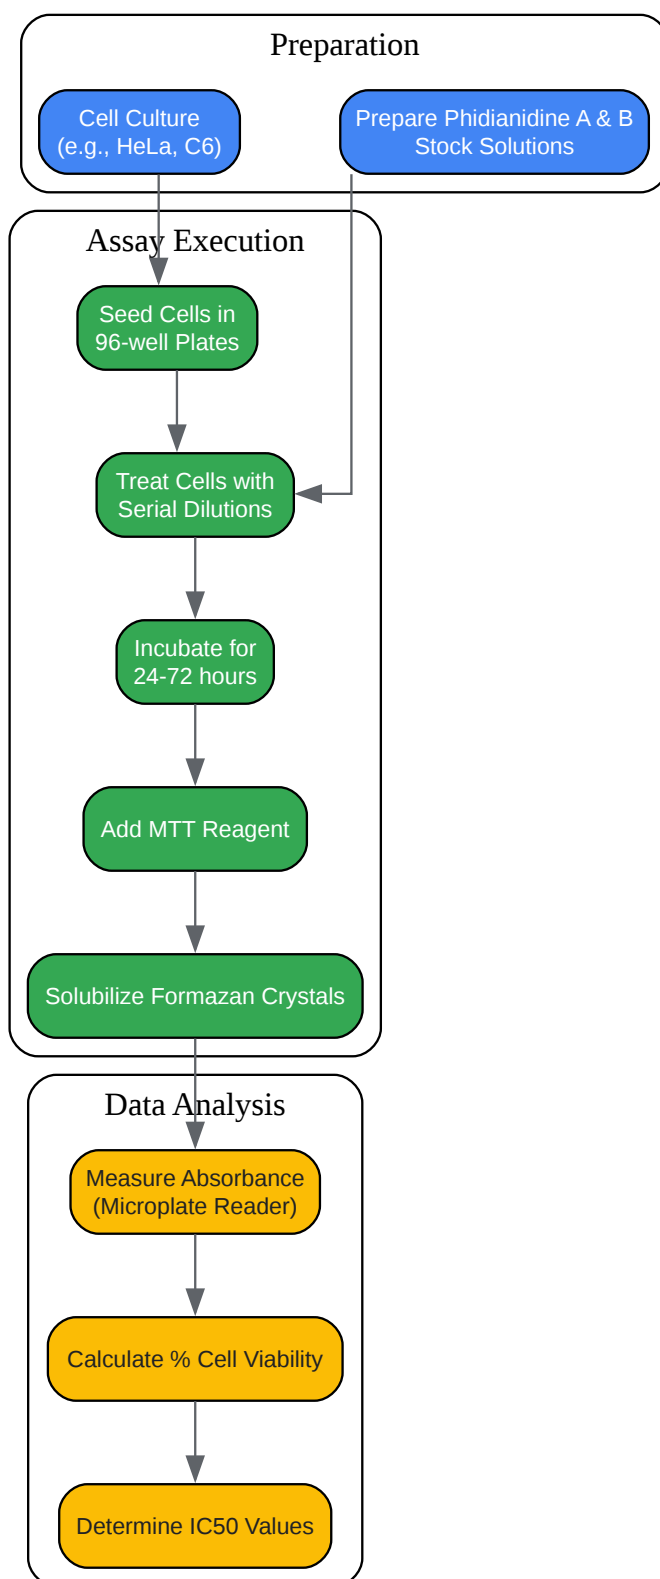 Preparation
Cell Culture
(e.g., HeLa, C6)
Prepare Phidianidine A & B
Stock Solutions
Assay Execution
Seed Cells in
96-well Plates
Treat Cells with
Serial Dilutions
Incubate for
24-72 hours
Add MTT Reagent
Solubilize Formazan Crystals
Data Analysis
Measure Absorbance
(Microplate Reader)
Calculate % Cell Viability
Determine IC50 Values